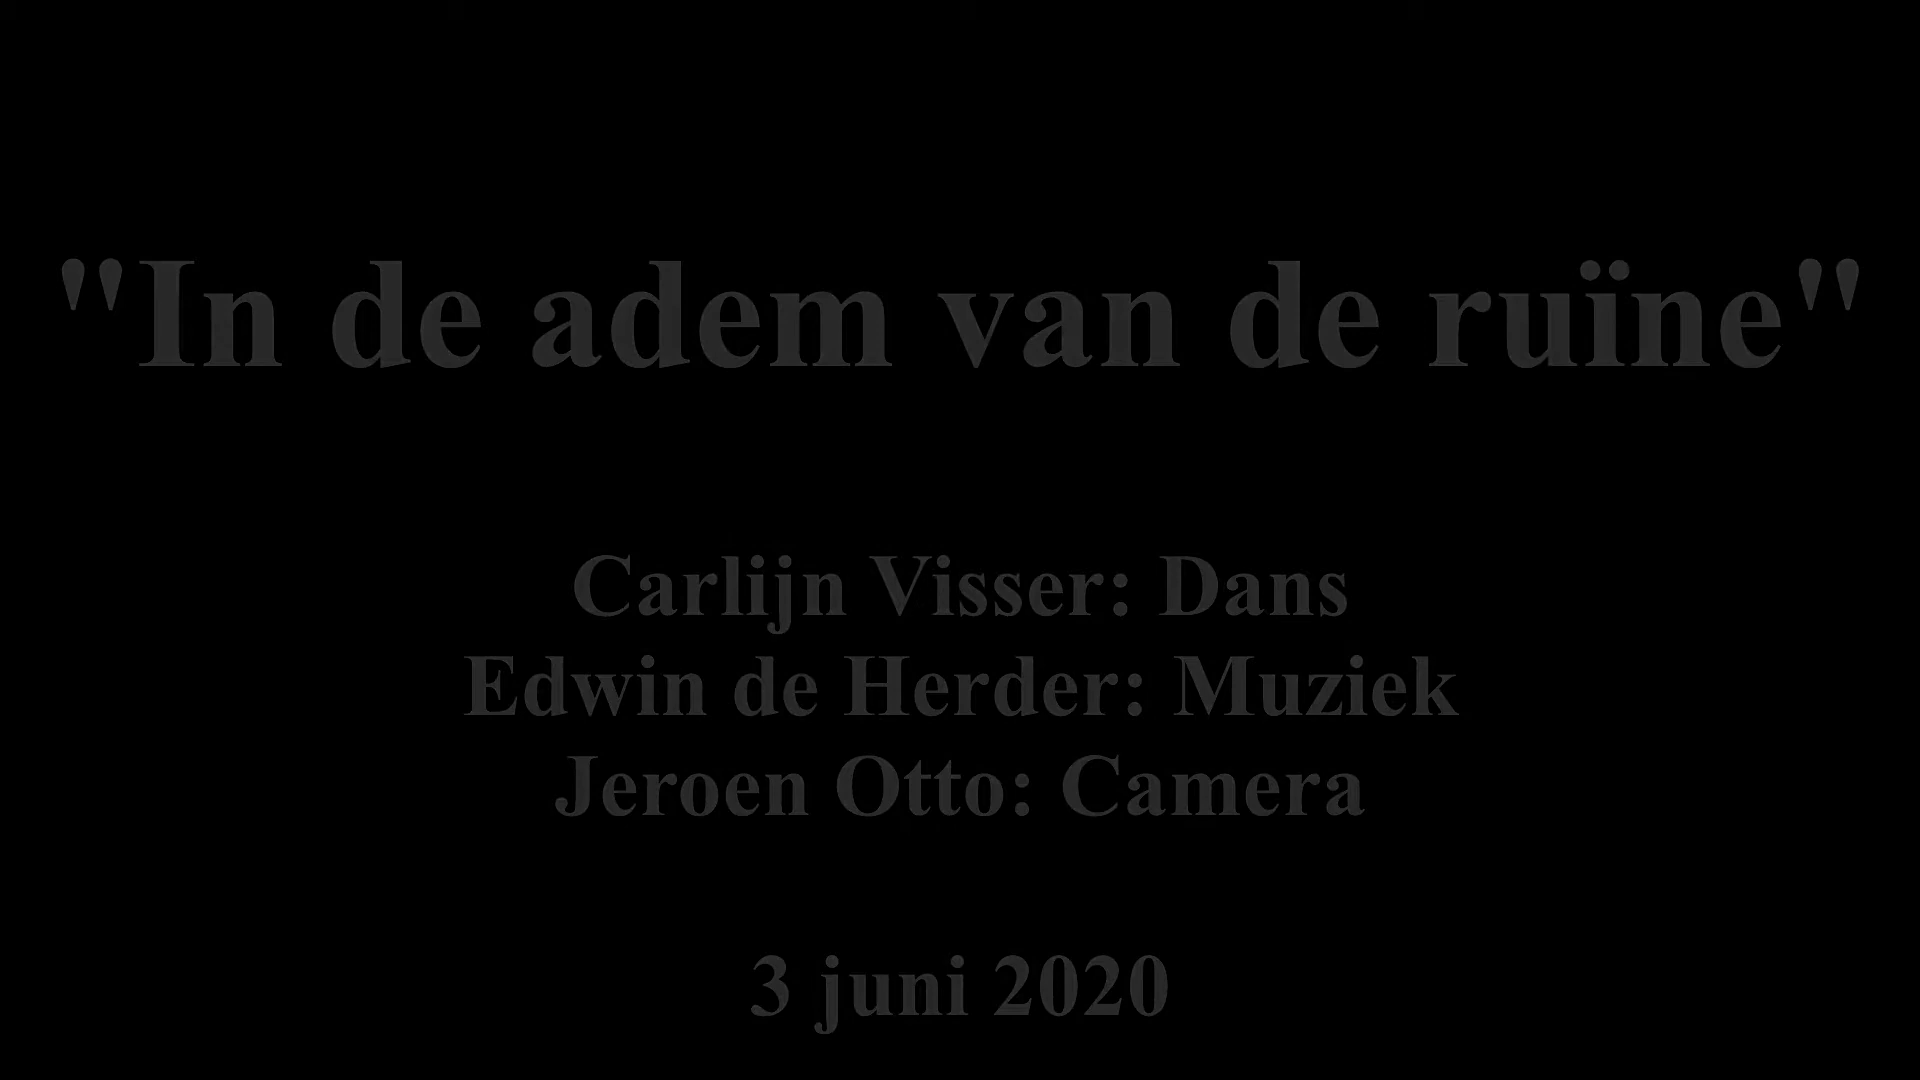 "In de adem van de ruïne"
Carlijn Visser: Dans
Edwin de Herder: Muziek
Jeroen Otto: Camera
3 juni 2020